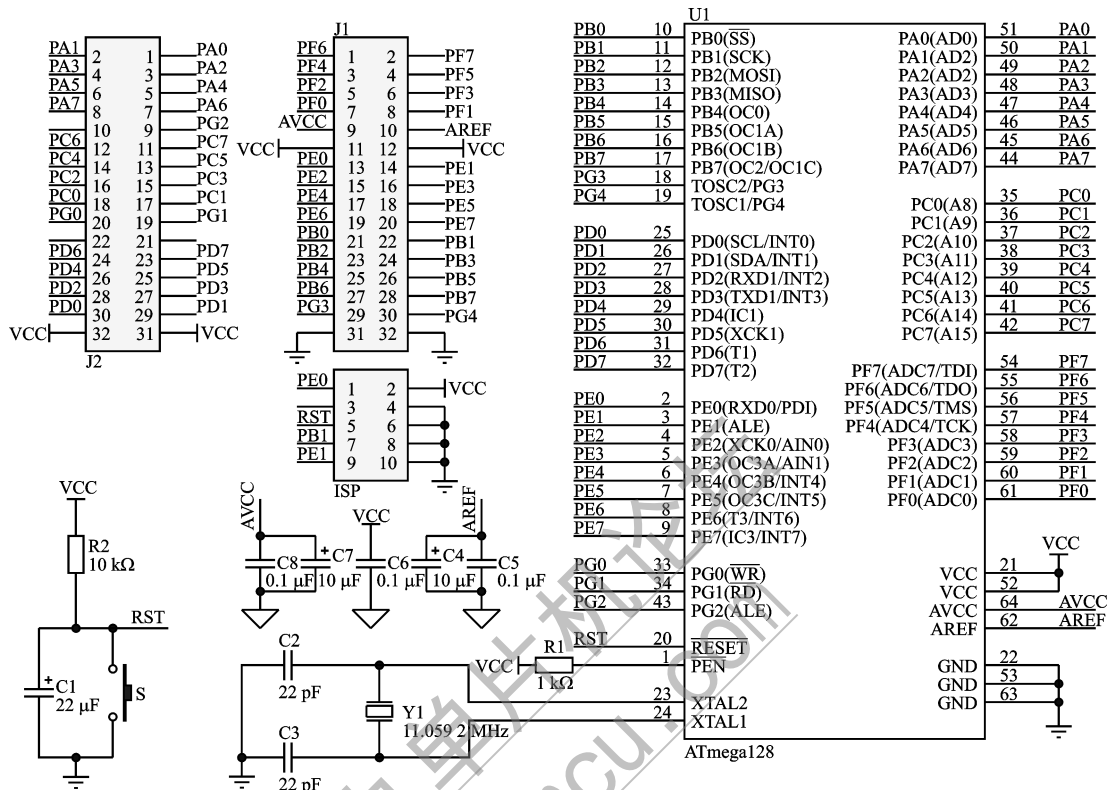 J2
PA1 2 1 PA0
PA3 4 3 PA2
PA5 6 5 PA4
PA7 8 7 PA6
10 9 PG2
PC6 12 11 PC7
PC4 14 13 PC5
PC2 16 15 PC3
PC0 18 17 PC1
PG0 20 19 PG1
22 21
PD6 24 23 PD7
PD4 26 25 PD5
PD2 28 27 PD3
PD0 30 29 PD1
VCC 32 31 VCC
J1
PF6 1 2 PF7
PF4 3 4 PF5
PF2 5 6 PF3
PF0 7 8 PF1
AVCC 9 10 AREF
VCC 11 12 VCC
PE0 13 14 PE1
PE2 15 16 PE3
PE4 17 18 PE5
PE6 19 20 PE7
PB0 21 22 PB1
PB2 23 24 PB3
PB4 25 26 PB5
PB6 27 28 PB7
PG3 29 30 PG4
31 32
PE0 1 2 VCC
3 4
RST 5 6
PB1 7 8
PE1 9 10
ISP
VCC
R2
10 kΩ
RST
C1
22 μF
S
AVCC
C8
0.1 μF
C7
10 μF
VCC
C6
0.1 μF
AREF
C4
10 μF
C5
0.1 μF
C2
22 pF
C3
22 pF
Y1
11.059 2 MHz
VCC
R1
1 kΩ
U1
PB0 10 PB0(SS)
PB1 11 PB1(SCK)
PB2 12 PB2(MOSI)
PB3 13 PB3(MISO)
PB4 14 PB4(OC0)
PB5 15 PB5(OC1A)
PB6 16 PB6(OC1B)
PB7 17 PB7(OC2/OC1C)
PG3 18 TOSC2/PG3
PG4 19 TOSC1/PG4
PD0 25 PD0(SCL/INT0)
PD1 26 PD1(SDA/INT1)
PD2 27 PD2(RXD1/INT2)
PD3 28 PD3(TXD1/INT3)
PD4 29 PD4(IC1)
PD5 30 PD5(XCK1)
PD6 31 PD6(T1)
PD7 32 PD7(T2)
PE0 2 PE0(RXD0/PDI)
PE1 3 PE1(ALE)
PE2 4 PE2(XCK0/AIN0)
PE3 5 PE3(OC3A/AIN1)
PE4 6 PE4(OC3B/INT4)
PE5 7 PE5(OC3C/INT5)
PE6 8 PE6(T3/INT6)
PE7 9 PE7(IC3/INT7)
PG0 33 PG0(WR)
PG1 34 PG1(RD)
PG2 43 PG2(ALE)
RST 20 RESET
1 PEN
23 XTAL2
24 XTAL1
PA0(AD0) 51 PA0
PA1(AD2) 50 PA1
PA2(AD2) 49 PA2
PA3(AD3) 48 PA3
PA4(AD4) 47 PA4
PA5(AD5) 46 PA5
PA6(AD6) 45 PA6
PA7(AD7) 44 PA7
PC0(A8) 35 PC0
PC1(A9) 36 PC1
PC2(A10) 37 PC2
PC3(A11) 38 PC3
PC4(A12) 39 PC4
PC5(A13) 40 PC5
PC6(A14) 41 PC6
PC7(A15) 42 PC7
PF7(ADC7/TDI) 54 PF7
PF6(ADC6/TDO) 55 PF6
PF5(ADC5/TMS) 56 PF5
PF4(ADC4/TCK) 57 PF4
PF3(ADC3) 58 PF3
PF2(ADC2) 59 PF2
PF1(ADC1) 60 PF1
PF0(ADC0) 61 PF0
VCC
VCC 21
VCC 52
AVCC 64 AVCC
AREF 62 AREF
GND 22
GND 53
GND 63
ATmega128
单片机论坛
mcu.com